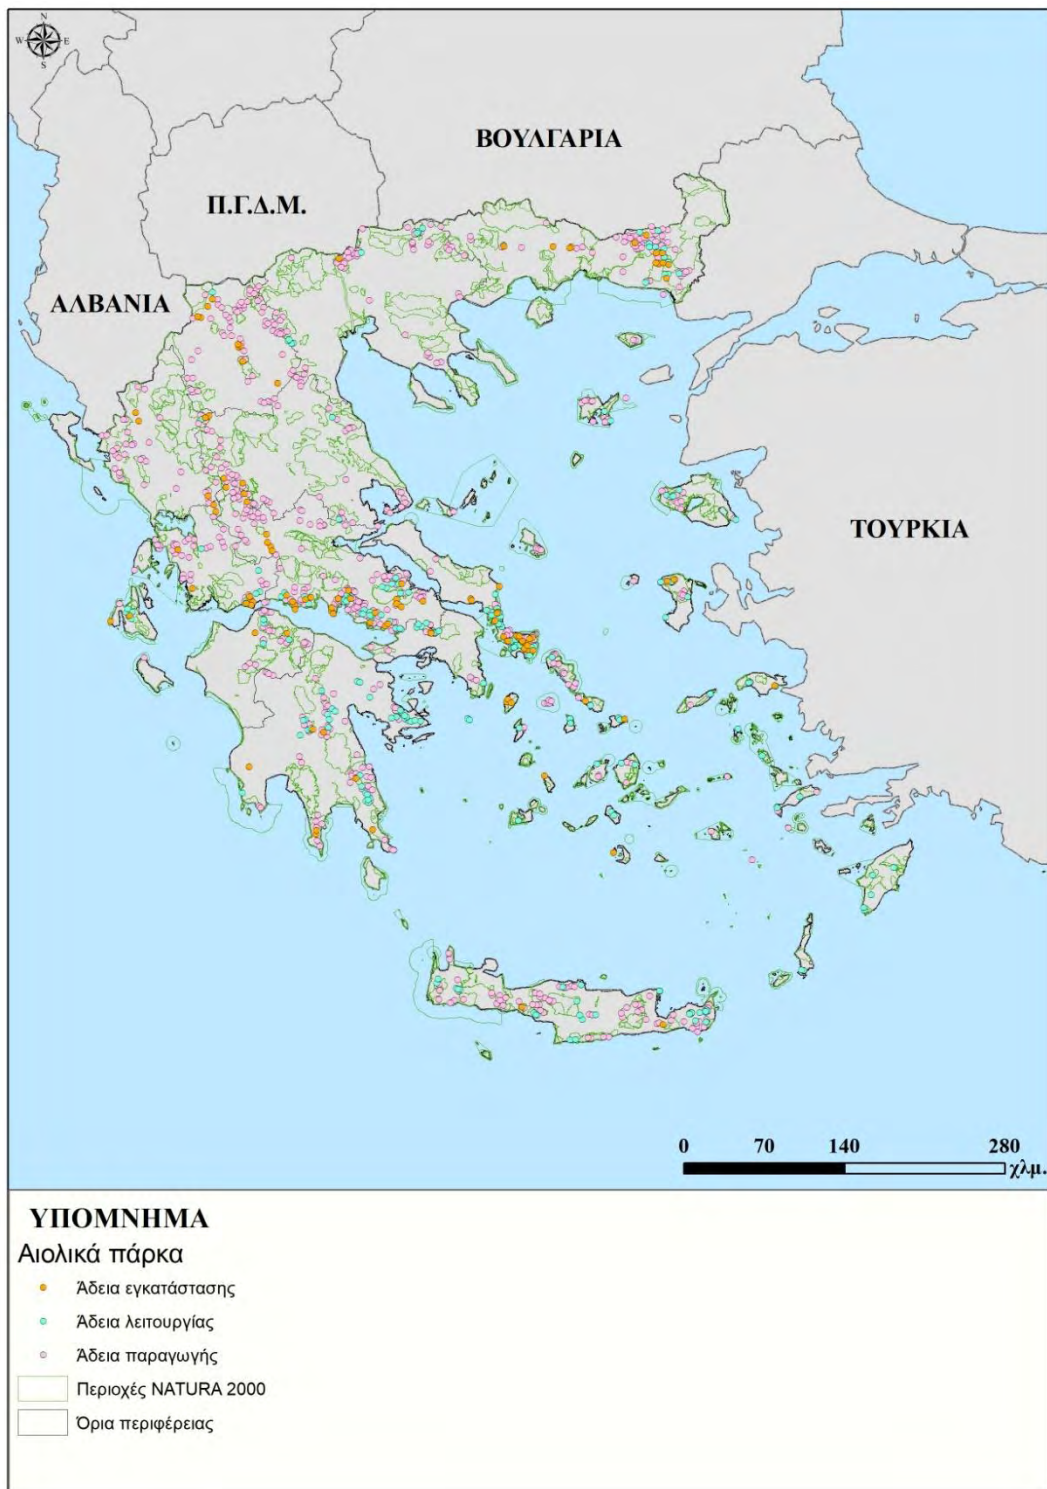 N
W E
S
ΒΟΥΛΓΑΡΙΑ
Π.Γ.Δ.Μ.
ΑΛΒΑΝΙΑ
ΤΟΥΡΚΙΑ
0 70 140 280
χλμ.
ΥΠΟΜΝΗΜΑ
Αιολικά πάρκα
Άδεια εγκατάστασης
Άδεια λειτουργίας
Άδεια παραγωγής
Περιοχές NATURA 2000
Όρια περιφέρειας